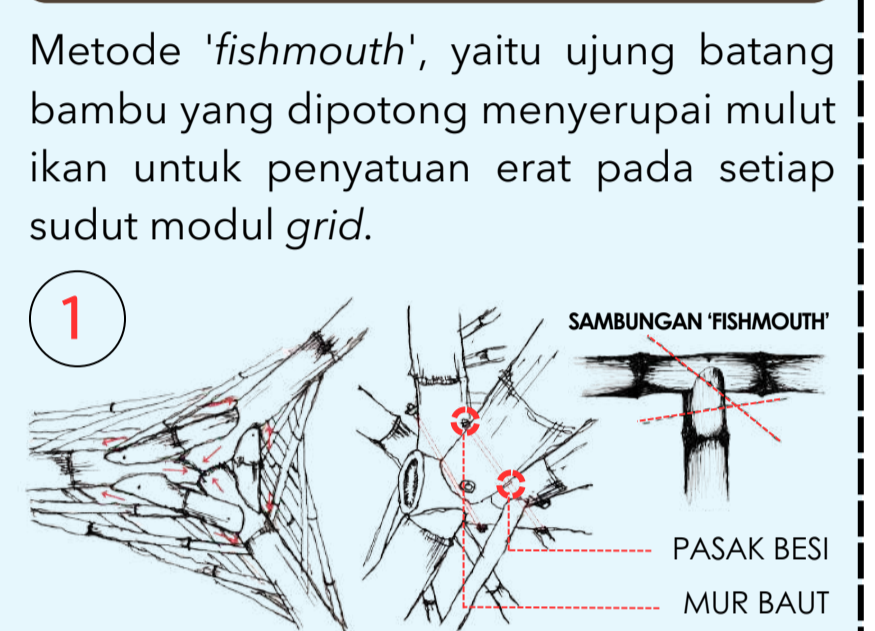 Metode 'fishmouth', yaitu ujung batang
bambu yang dipotong menyerupai mulut
ikan untuk penyatuan erat pada setiap
sudut modul grid.
1
SAMBUNGAN ‘FISHMOUTH’
PASAK BESI
MUR BAUT